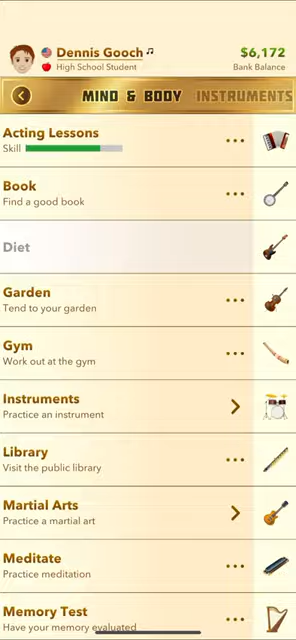 Dennis Gooch
$6,172
High School Student
Bank Balance
MIND & BODY
INSTRUMENTS
Acting Lessons
Skill
Book
Find a good book
Diet
Garden
Tend to your garden
Gym
Work out at the gym
Instruments
Practice an instrument
Library
Visit the public library
Martial Arts
Practice a martial art
Meditate
Practice meditation
Memory Test
Have your memory evaluated